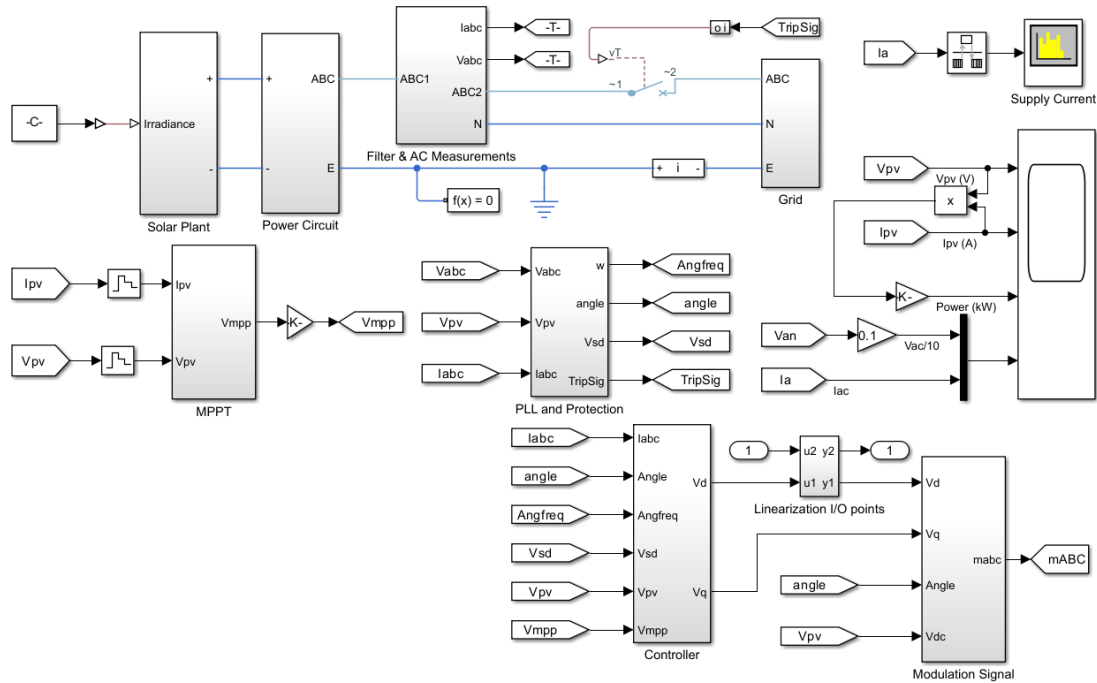 -C-
Irradiance
+
-
Solar Plant
+
-
ABC
E
Power Circuit
ABC1
Iabc
Vabc
ABC2
N
Filter & AC Measurements
-T-
-T-
f(x) = 0
vT
~1
~2
o i
TripSig
+ i -
ABC
N
E
Grid
Ia
Supply Current
Vpv
Vpv (V)
x
Ipv
Ipv (A)
-K-
Power (kW)
Van
0.1
Vac/10
Ia
Iac
Ipv
Vpv
Ipv
Vpv
Vmpp
MPPT
-K-
Vmpp
Vabc
Vpv
Iabc
Vabc
Vpv
Iabc
w
angle
Vsd
TripSig
PLL and Protection
Angfreq
angle
Vsd
TripSig
Iabc
angle
Angfreq
Vsd
Vpv
Vmpp
Iabc
Angle
Angfreq
Vsd
Vpv
Vmpp
Vd
Vq
Controller
1
u2 y2
u1 y1
1
Linearization I/O points
angle
Vpv
Vd
Vq
Angle
Vdc
mabc
Modulation Signal
mABC